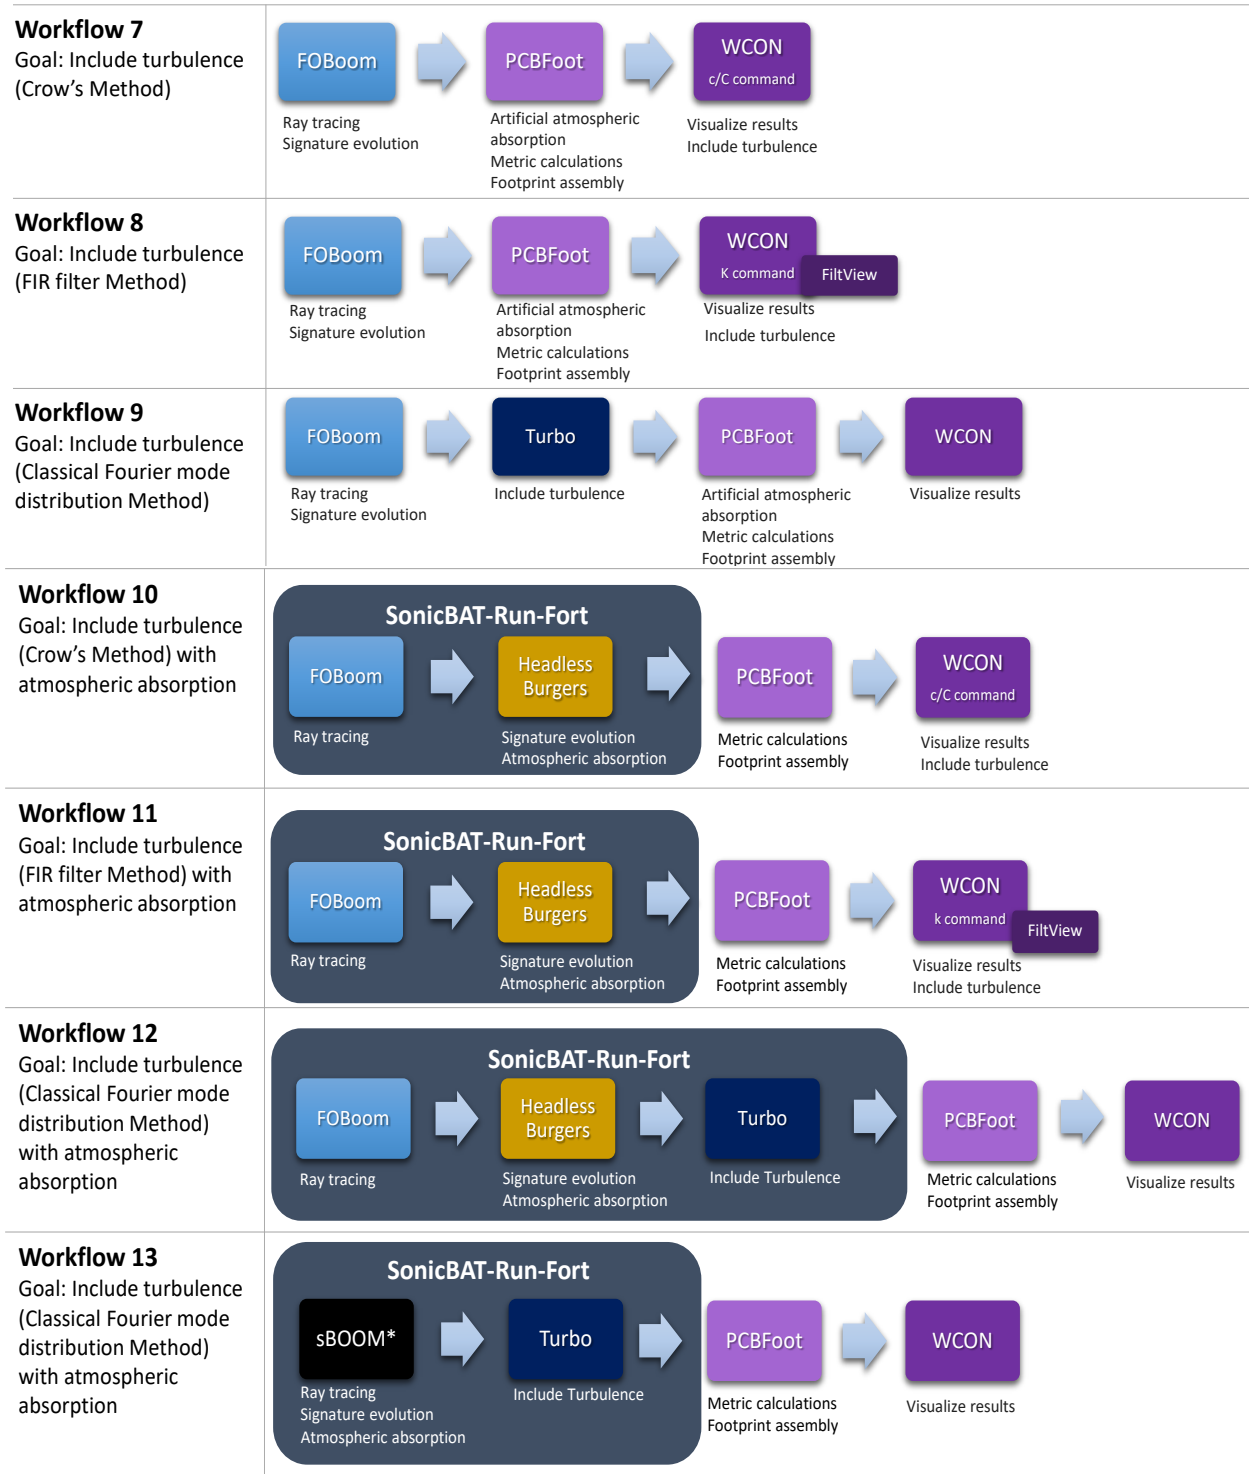 Workflow 7
Goal: Include turbulence
(Crow's Method)
FOBoom
Ray tracing
Signature evolution
PCBFoot
Artificial atmospheric
absorption
Metric calculations
Footprint assembly
WCON
c/C command
Visualize results
Include turbulence
Workflow 8
Goal: Include turbulence
(FIR filter Method)
FOBoom
Ray tracing
Signature evolution
PCBFoot
Artificial atmospheric
absorption
Metric calculations
Footprint assembly
WCON
K command
FiltView
Visualize results
Include turbulence
Workflow 9
Goal: Include turbulence
(Classical Fourier mode
distribution Method)
FOBoom
Ray tracing
Signature evolution
Turbo
Include turbulence
PCBFoot
Artificial atmospheric
absorption
Metric calculations
Footprint assembly
WCON
Visualize results
Workflow 10
Goal: Include turbulence
(Crow's Method) with
atmospheric absorption
SonicBAT-Run-Fort
FOBoom
Ray tracing
Headless
Burgers
Signature evolution
Atmospheric absorption
PCBFoot
Metric calculations
Footprint assembly
WCON
c/C command
Visualize results
Include turbulence
Workflow 11
Goal: Include turbulence
(FIR filter Method) with
atmospheric absorption
SonicBAT-Run-Fort
FOBoom
Ray tracing
Headless
Burgers
Signature evolution
Atmospheric absorption
PCBFoot
Metric calculations
Footprint assembly
WCON
k command
FiltView
Visualize results
Include turbulence
Workflow 12
Goal: Include turbulence
(Classical Fourier mode
distribution Method)
with atmospheric
absorption
SonicBAT-Run-Fort
FOBoom
Ray tracing
Headless
Burgers
Signature evolution
Atmospheric absorption
Turbo
Include Turbulence
PCBFoot
Metric calculations
Footprint assembly
WCON
Visualize results
Workflow 13
Goal: Include turbulence
(Classical Fourier mode
distribution Method)
with atmospheric
absorption
SonicBAT-Run-Fort
sBOOM*
Ray tracing
Signature evolution
Atmospheric absorption
Turbo
Include Turbulence
PCBFoot
Metric calculations
Footprint assembly
WCON
Visualize results